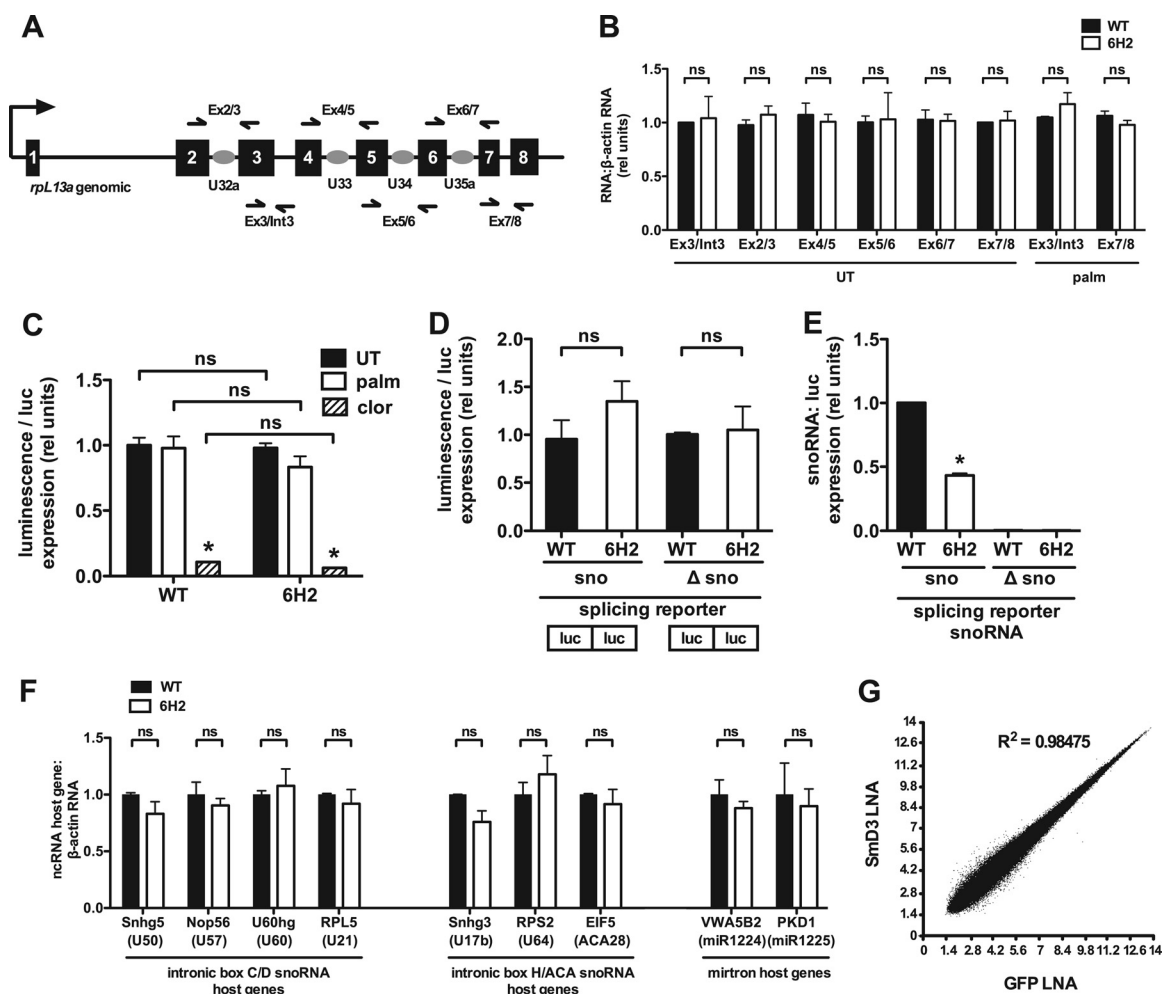 A
Ex2/3
Ex4/5
Ex6/7
1
2
3
4
5
6
7
8
rpL13a genomic
U32a
U33
U34
U35a
Ex3/Int3
Ex5/6
Ex7/8
B
WT
6H2
RNA:β-actin RNA
(rel units)
1.5
1.0
0.5
0.0
ns ns ns ns ns ns ns ns
Ex3/Int3 Ex2/3 Ex4/5 Ex5/6 Ex6/7 Ex7/8 Ex3/Int3 Ex7/8
UT palm
C
UT
palm
clor
luminescence / luc
expression (rel units)
1.5
1.0
0.5
0.0
ns
ns
ns
* *
WT 6H2
D
luminescence / luc
expression (rel units)
2.0
1.5
1.0
0.5
0.0
ns ns
WT 6H2 WT 6H2
sno Δ sno
splicing reporter
luc luc luc luc
E
snoRNA: luc
expression (rel units)
1.5
1.0
0.5
0.0
*
WT 6H2 WT 6H2
sno Δ sno
splicing reporter
snoRNA
F
WT
6H2
ncRNA host gene:
β-actin RNA
1.5
1.0
0.5
0.0
ns ns ns ns ns ns ns ns ns
Snhg5 Nop56 U60hg RPL5 Snhg3 RPS2 EIF5 VWA5B2 PKD1
(U50) (U57) (U60) (U21) (U17b) (U64) (ACA28) (miR1224) (miR1225)
intronic box C/D snoRNA
host genes
intronic box H/ACA snoRNA
host genes
mirtron host genes
G
R² = 0.98475
SmD3 LNA
14
12.6
11.2
9.8
8.4
7
5.6
4.2
2.8
1.4
0
0 1.4 2.8 4.2 5.6 7 8.4 9.8 11.2 12.6 14
GFP LNA